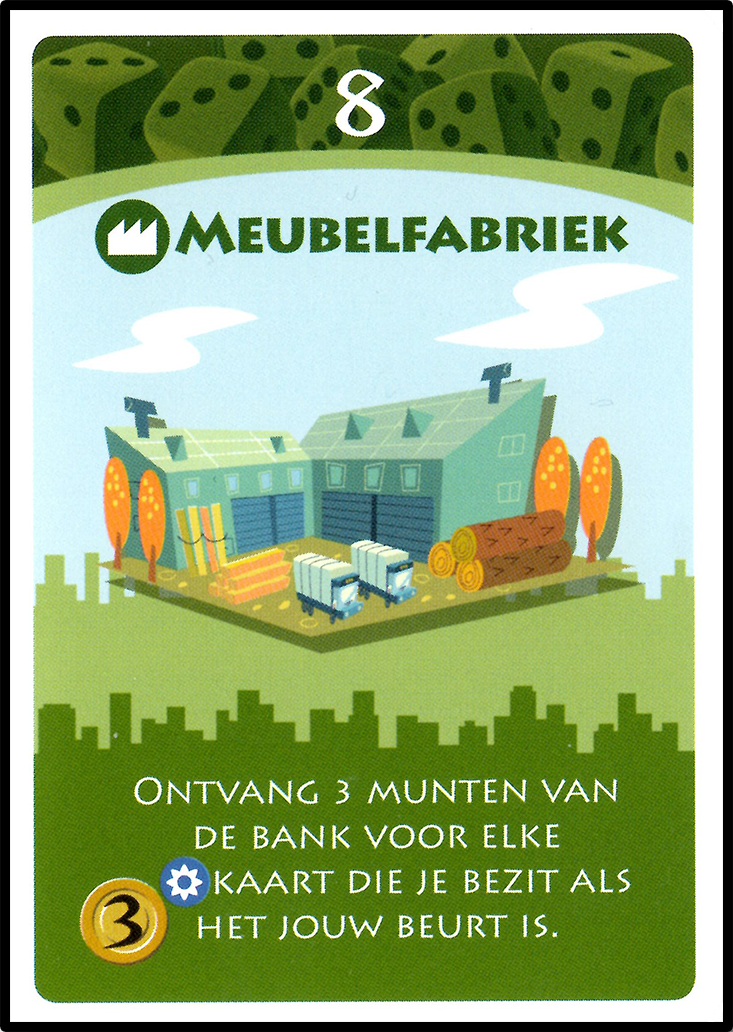 8
MEUBELFABRIEK
ONTVANG 3 MUNTEN VAN
DE BANK VOOR ELKE
KAART DIE JE BEZIT ALS
HET JOUW BEURT IS.
3